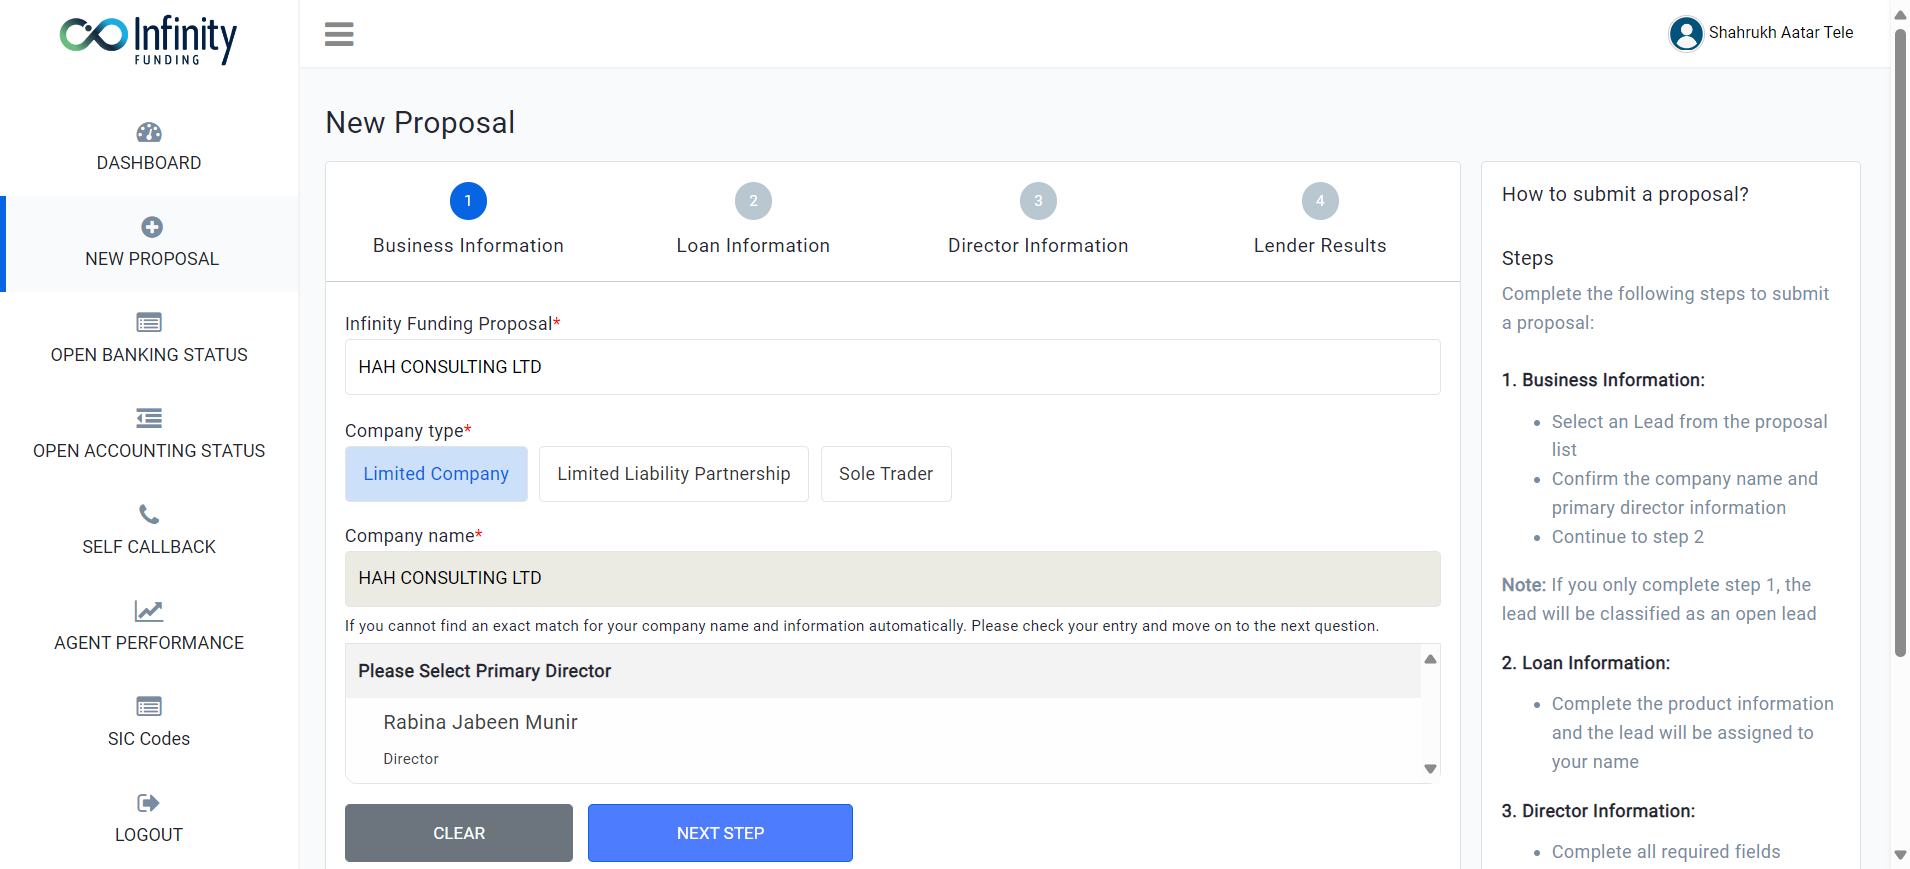 Infinity
FUNDING
Shahrukh Aatar Tele
DASHBOARD
NEW PROPOSAL
OPEN BANKING STATUS
OPEN ACCOUNTING STATUS
SELF CALLBACK
AGENT PERFORMANCE
SIC Codes
LOGOUT
New Proposal
1
Business Information
2
Loan Information
3
Director Information
4
Lender Results
Infinity Funding Proposal*
HAH CONSULTING LTD
Company type*
Limited Company
Limited Liability Partnership
Sole Trader
Company name*
HAH CONSULTING LTD
If you cannot find an exact match for your company name and information automatically. Please check your entry and move on to the next question.
Please Select Primary Director
Rabina Jabeen Munir
Director
CLEAR
NEXT STEP
How to submit a proposal?
Steps
Complete the following steps to submit
a proposal:
1. Business Information:
• Select an Lead from the proposal
list
• Confirm the company name and
primary director information
• Continue to step 2
Note: If you only complete step 1, the
lead will be classified as an open lead
2. Loan Information:
• Complete the product information
and the lead will be assigned to
your name
3. Director Information:
• Complete all required fields